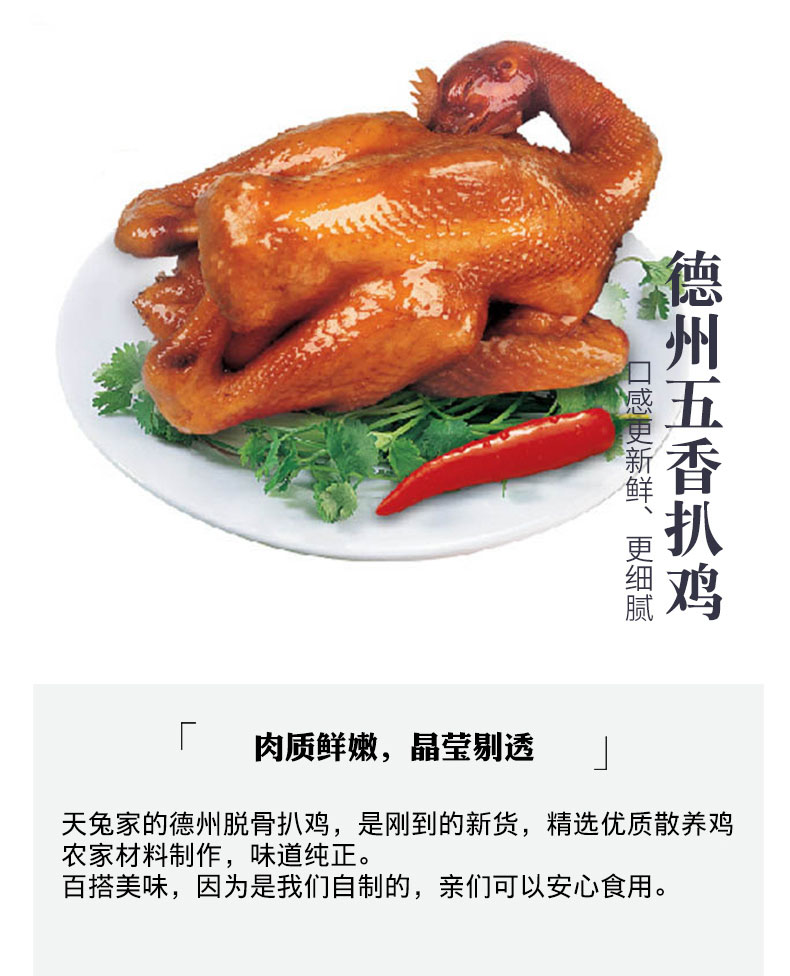 德州五香扒鸡
口感更新鲜、更细腻
「肉质鲜嫩，晶莹剔透」
天兔家的德州脱骨扒鸡，是刚到的新货，精选优质散养鸡
农家材料制作，味道纯正。
百搭美味，因为是我们自制的，亲们可以安心食用。